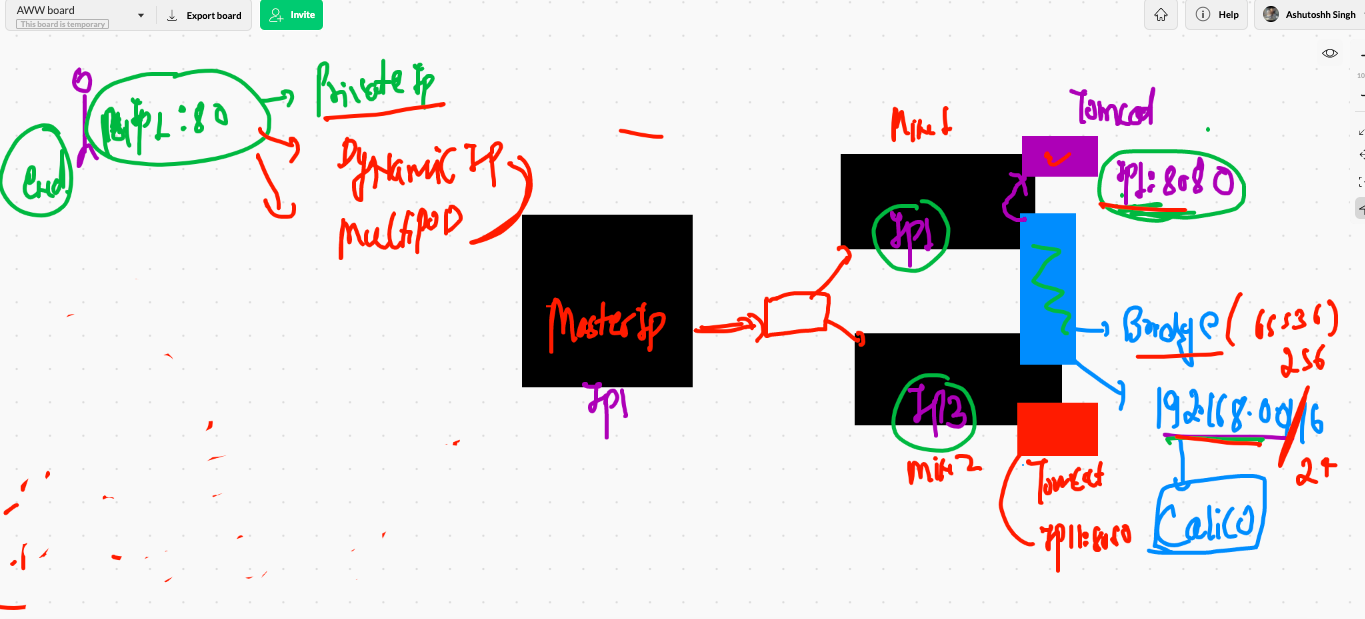 AWW board
This board is temporary
Export board
Invite
Help
Ashutoshh Singh
Private Ip
:80
End
Dynamic IP
MultiPOD
Master Ip
Ip1
Min1
Ip1
Tomcat
IP1:8080
Bridge (65536)
256
192.168.0.0/16
24
Calico
Ip3
Min2
Tomcat
IP11:8080